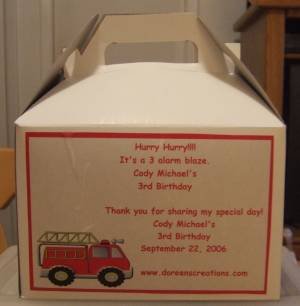 Hurry Hurry!!!!
It's a 3 alarm blaze.
Cody Michael's
3rd Birthday
Thank you for sharing my special day!
Cody Michael's
3rd Birthday
September 22, 2006
www.doreenscreations.com